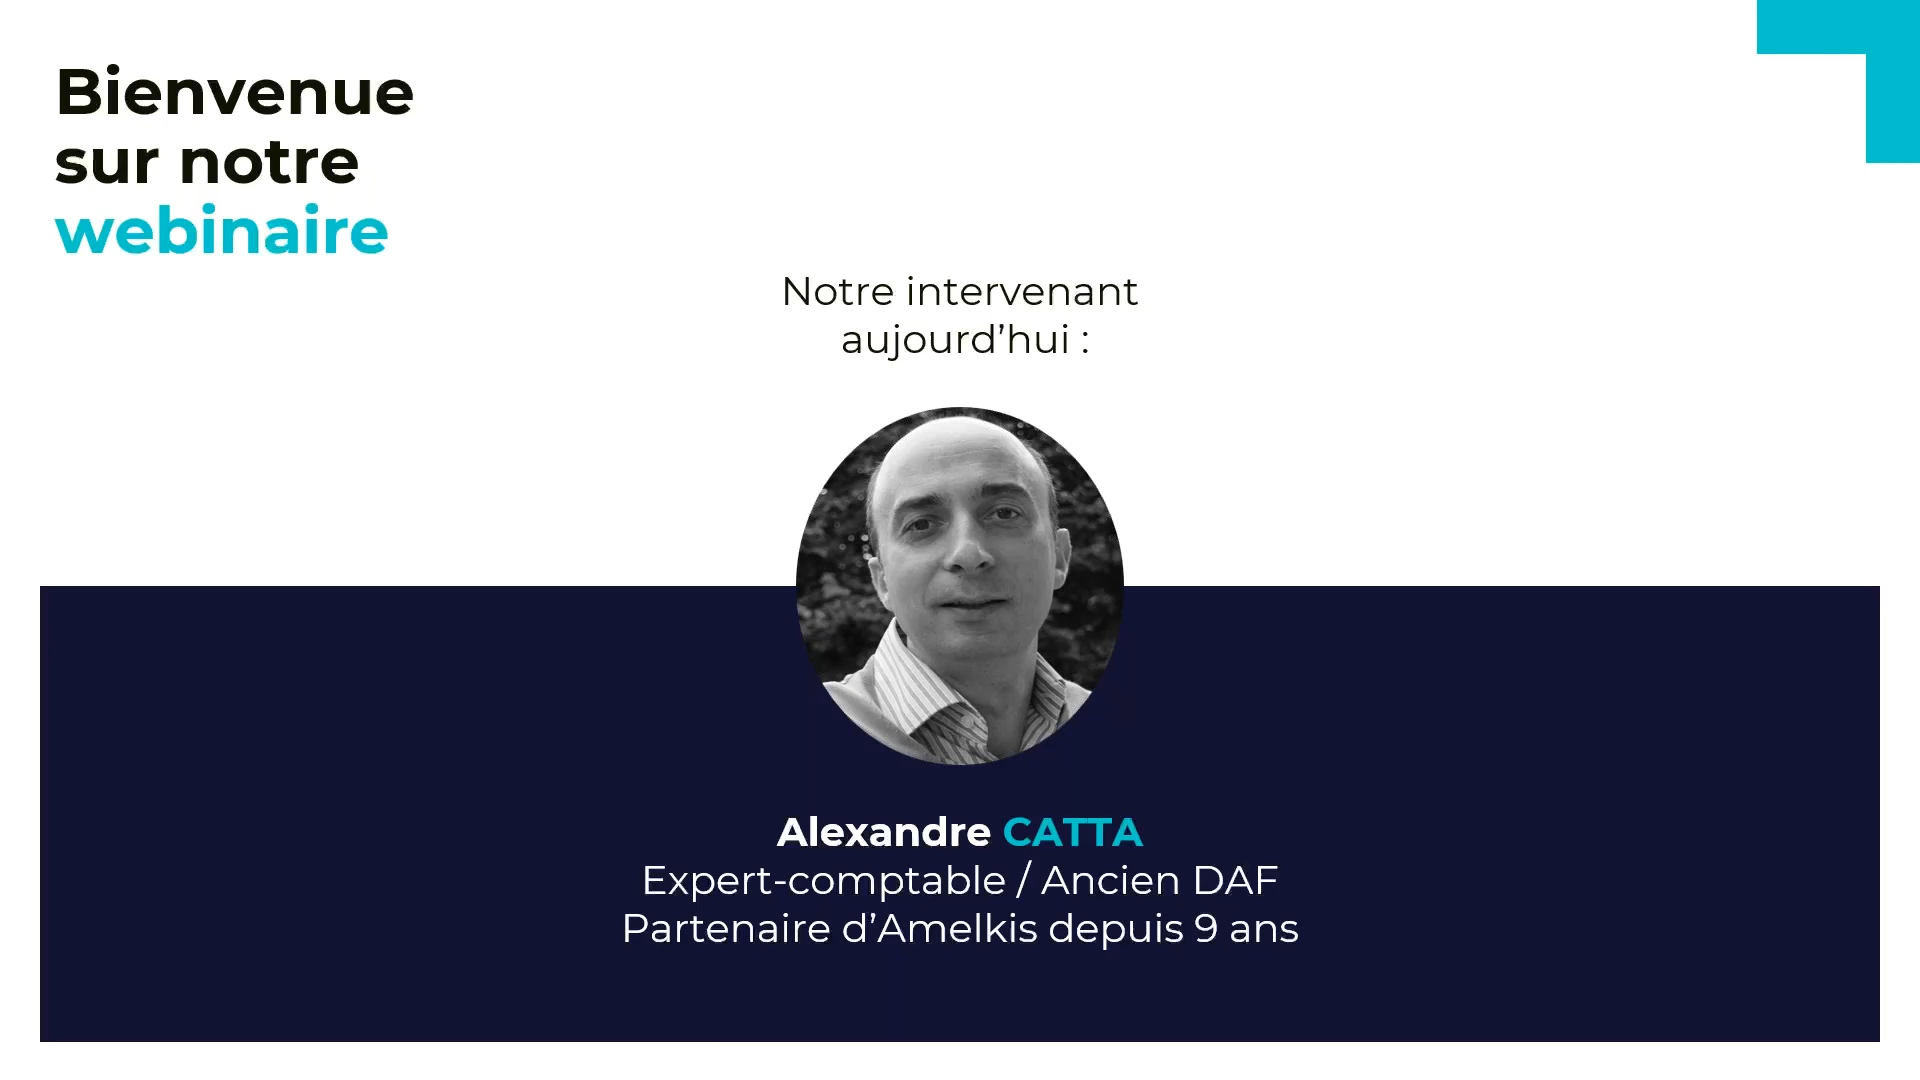 Bienvenue
sur notre
webinaire
Notre intervenant
aujourd’hui :
Alexandre CATTA
Expert-comptable / Ancien DAF
Partenaire d’Amelkis depuis 9 ans